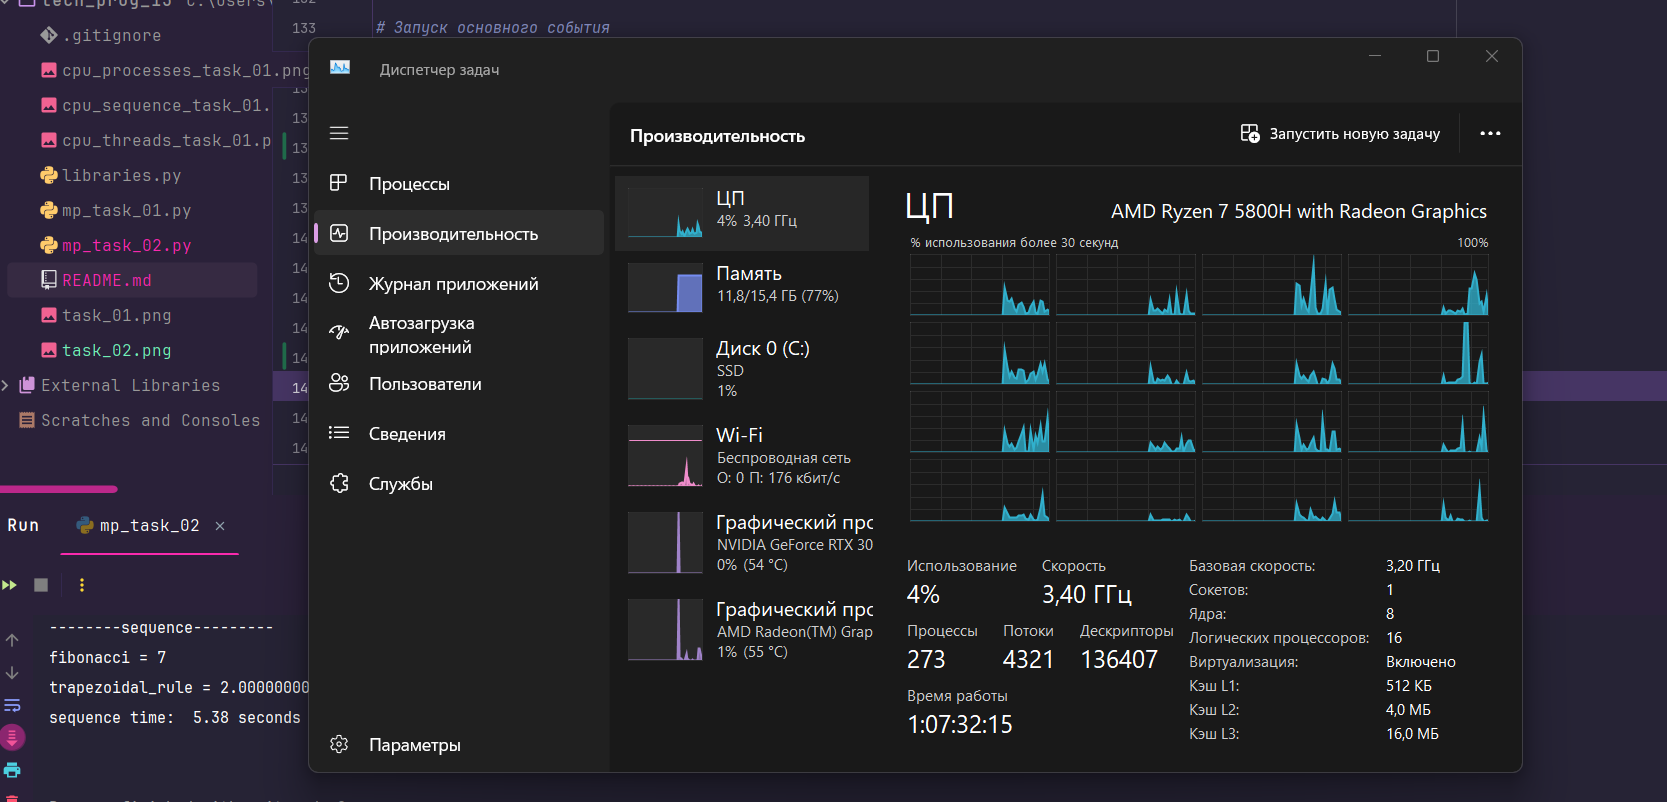 tech_prog_13 C:\Users\
.gitignore
cpu_processes_task_01.png
cpu_sequence_task_01.
cpu_threads_task_01.p
libraries.py
mp_task_01.py
mp_task_02.py
README.md
task_01.png
task_02.png
External Libraries
Scratches and Consoles
133
# Запуск основного события
Run
mp_task_02
--------sequence---------
fibonacci = 7
trapezoidal_rule = 2.00000000
sequence time: 5.38 seconds
Диспетчер задач
Процессы
Производительность
Журнал приложений
Автозагрузка
приложений
Пользователи
Сведения
Службы
Параметры
Производительность
Запустить новую задачу
ЦП
4% 3,40 ГГц
Память
11,8/15,4 ГБ (77%)
Диск 0 (C:)
SSD
1%
Wi-Fi
Беспроводная сеть
О: 0 П: 176 кбит/с
Графический прс
NVIDIA GeForce RTX 30
0% (54 °C)
Графический прс
AMD Radeon(TM) Grap
1% (55 °C)
ЦП
AMD Ryzen 7 5800H with Radeon Graphics
% использования более 30 секунд
100%
Использование
4%
Скорость
3,40 ГГц
Процессы
273
Потоки
4321
Дескрипторы
136407
Время работы
1:07:32:15
Базовая скорость: 3,20 ГГц
Сокетов: 1
Ядра: 8
Логических процессоров: 16
Виртуализация: Включено
Кэш L1: 512 КБ
Кэш L2: 4,0 МБ
Кэш L3: 16,0 МБ